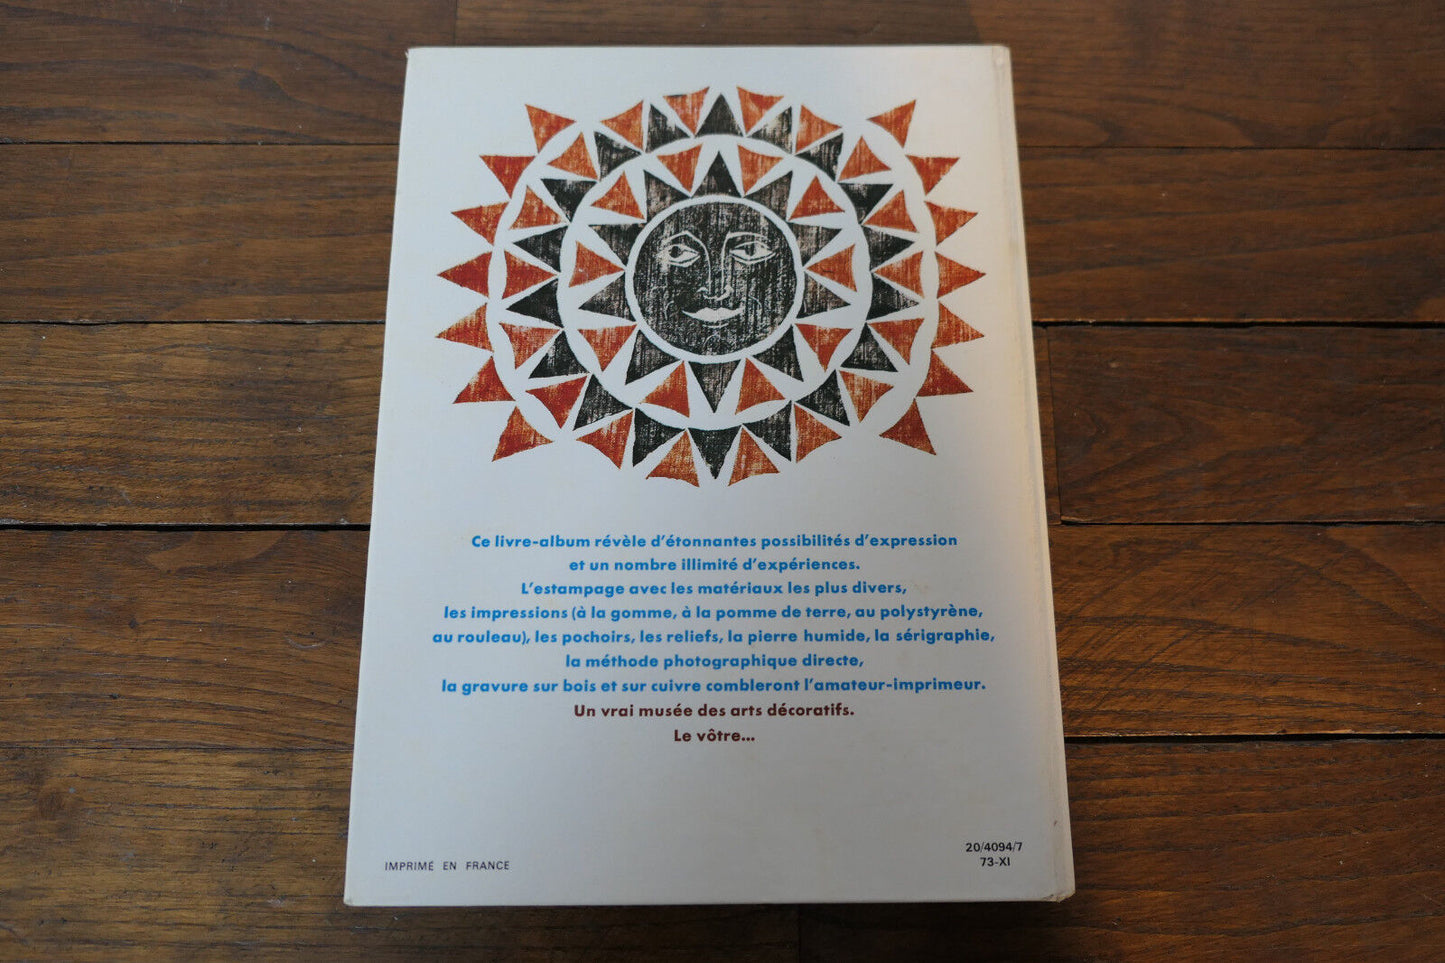 Ce livre-album révèle d'étonnantes possibilités d'expression
et un nombre illimité d'expériences.
L'estampage avec les matériaux les plus divers,
les impressions (à la gomme, à la pomme de terre, au polystyrène,
au rouleau), les pochoirs, les reliefs, la pierre humide, la sérigraphie,
la méthode photographique directe,
la gravure sur bois et sur cuivre combleront l'amateur-imprimeur.
Un vrai musée des arts décoratifs.
Le vôtre...
IMPRIMÉ EN FRANCE
20/4094/7
73-XI